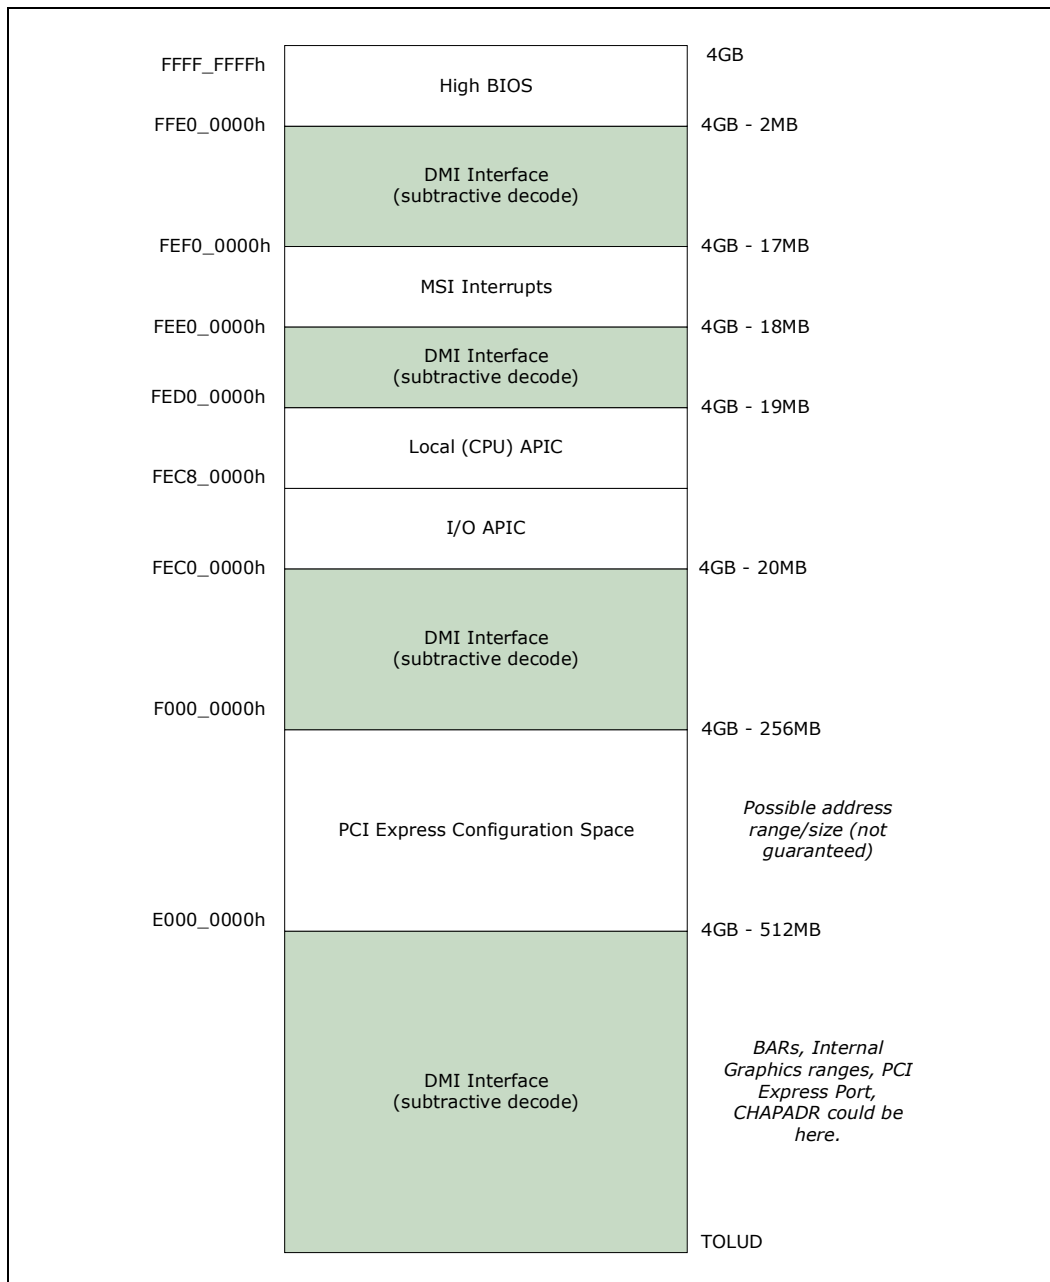 FFFF_FFFFh
4GB
High BIOS
FFE0_0000h
4GB - 2MB
DMI Interface
(subtractive decode)
FEF0_0000h
4GB - 17MB
MSI Interrupts
FEE0_0000h
4GB - 18MB
DMI Interface
(subtractive decode)
FED0_0000h
4GB - 19MB
Local (CPU) APIC
FEC8_0000h
I/O APIC
FEC0_0000h
4GB - 20MB
DMI Interface
(subtractive decode)
F000_0000h
4GB - 256MB
PCI Express Configuration Space
Possible address
range/size (not
guaranteed)
E000_0000h
4GB - 512MB
DMI Interface
(subtractive decode)
BARs, Internal
Graphics ranges, PCI
Express Port,
CHAPADR could be
here.
TOLUD